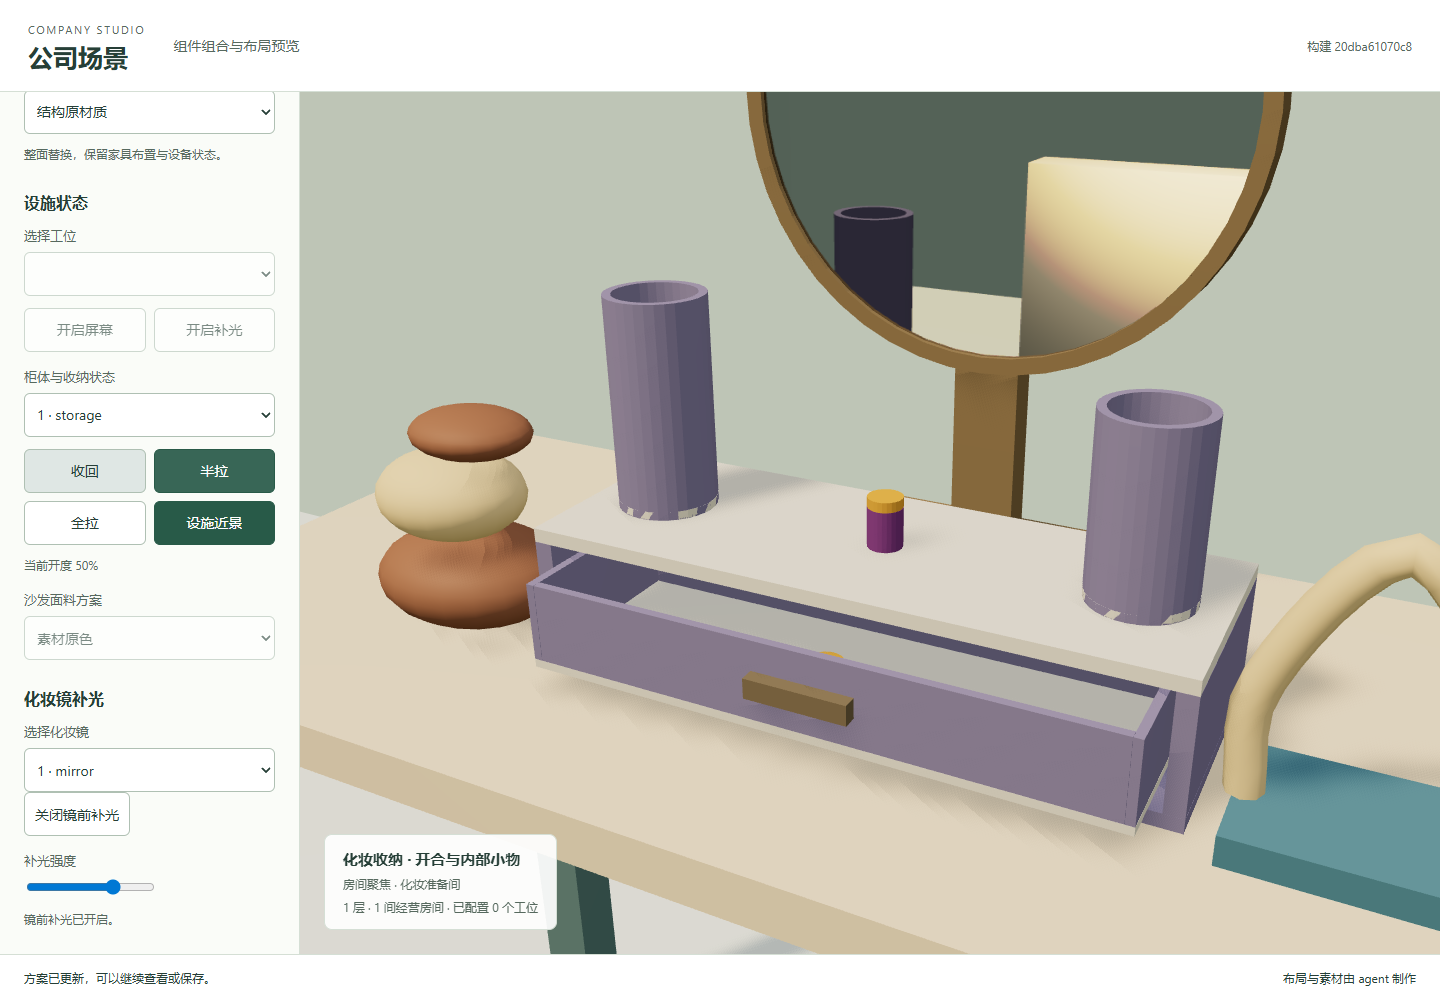 COMPANY STUDIO
公司场景
组件组合与布局预览
构建 20dba61070c8
结构原材质
整面替换，保留家具布置与设备状态。
设施状态
选择工位
开启屏幕
开启补光
柜体与收纳状态
1 · storage
收回
半拉
全拉
设施近景
当前开度 50%
沙发面料方案
素材原色
化妆镜补光
选择化妆镜
1 · mirror
关闭镜前补光
补光强度
镜前补光已开启。
化妆收纳 · 开合与内部小物
房间聚焦 · 化妆准备间
1 层 · 1 间经营房间 · 已配置 0 个工位
方案已更新，可以继续查看或保存。
布局与素材由 agent 制作